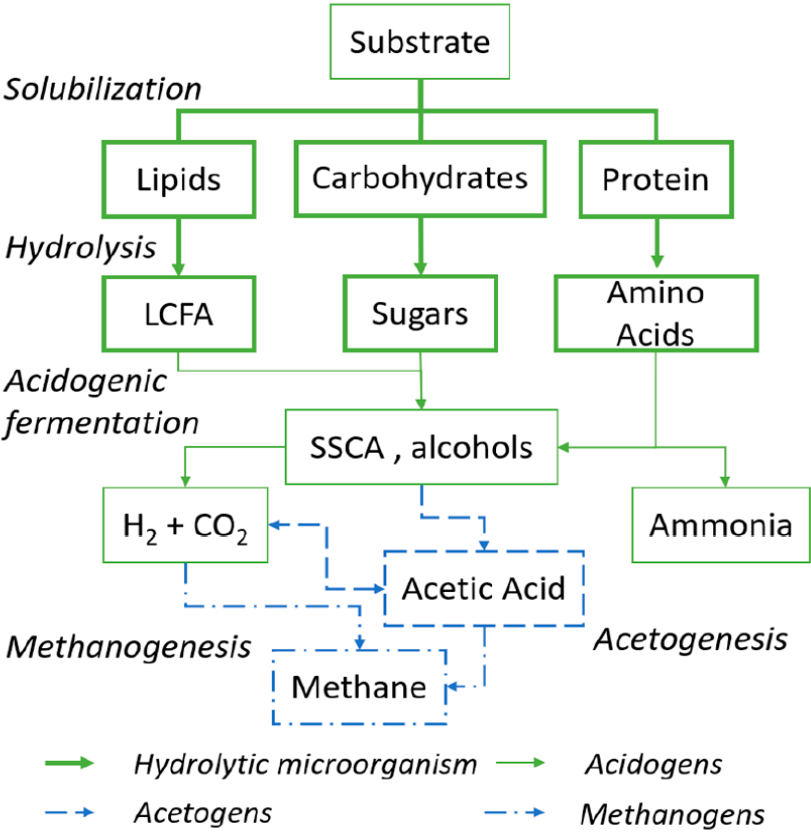 Substrate
Solubilization
Lipids
Carbohydrates
Protein
Hydrolysis
LCFA
Sugars
Amino
Acids
Acidogenic
fermentation
SSCA , alcohols
H₂ + CO₂
Ammonia
Acetic Acid
Methanogenesis
Acetogenesis
Methane
Hydrolytic microorganism
Acidogens
Acetogens
Methanogens